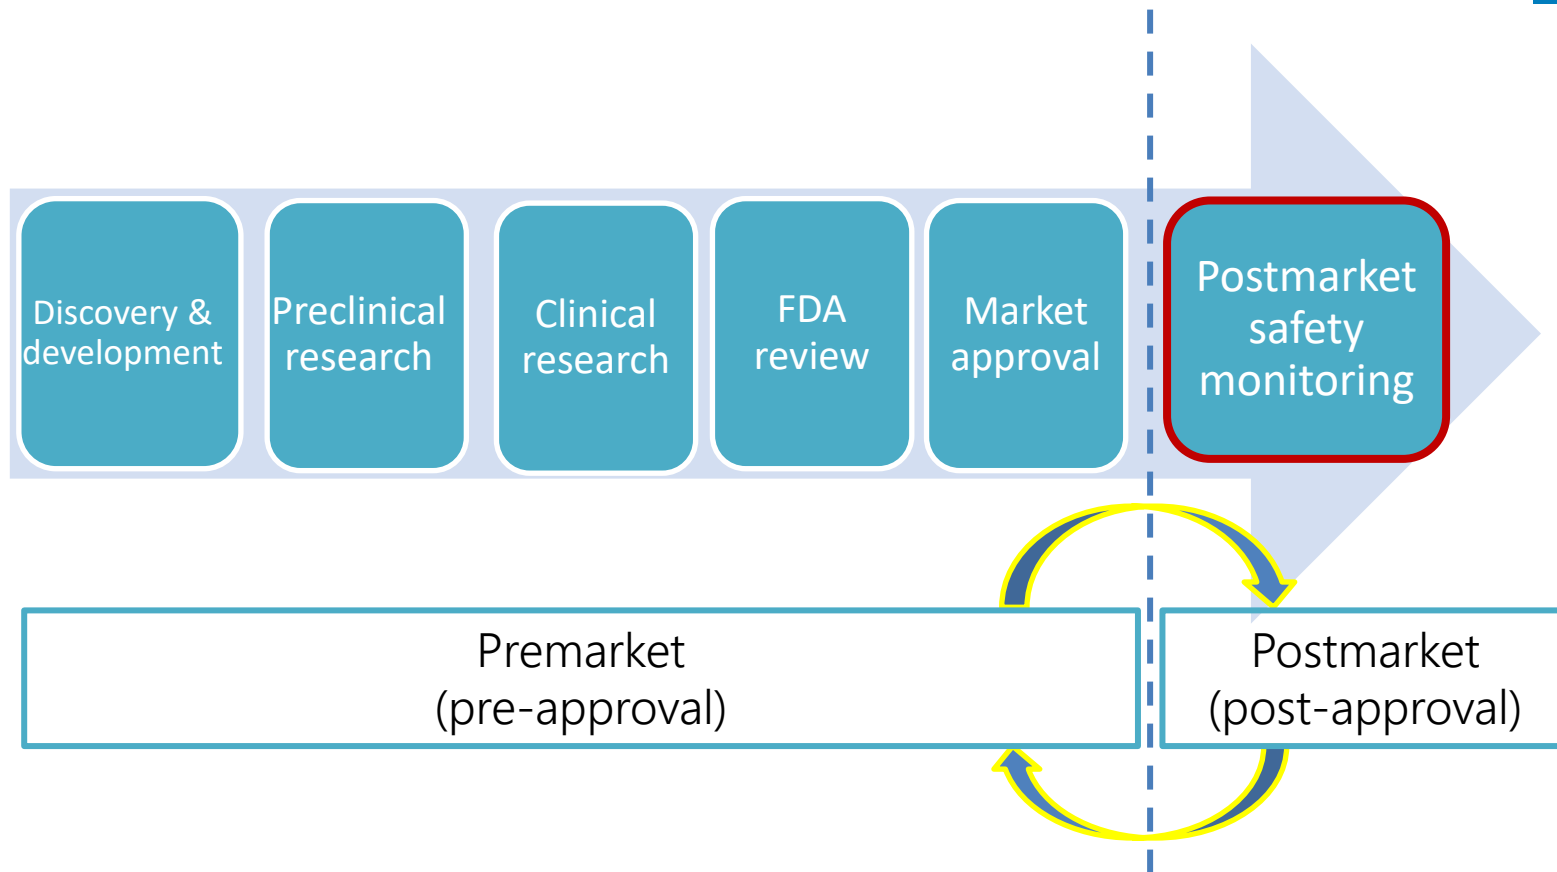 Discovery &
development
Preclinical
research
Clinical
research
FDA
review
Market
approval
Postmarket
safety
monitoring
Premarket
(pre-approval)
Postmarket
(post-approval)